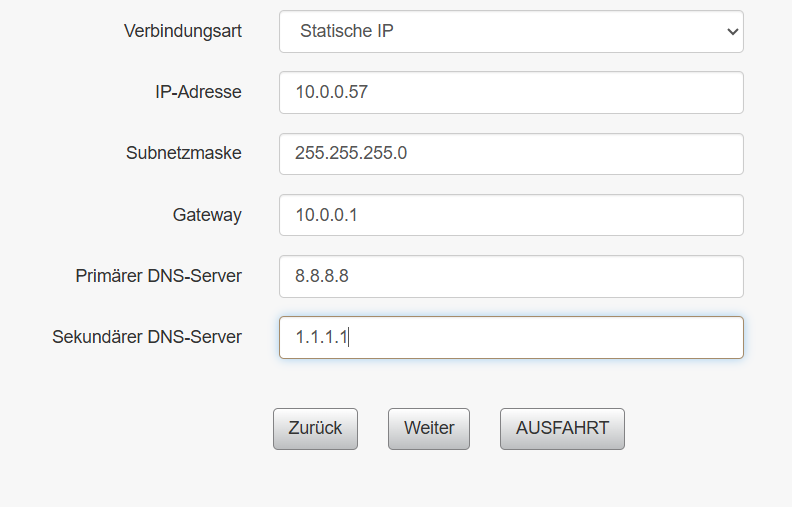 Verbindungsart Statische IP
IP-Adresse 10.0.0.57
Subnetzmaske 255.255.255.0
Gateway 10.0.0.1
Primärer DNS-Server 8.8.8.8
Sekundärer DNS-Server 1.1.1.1
Zurück Weiter AUSFAHRT